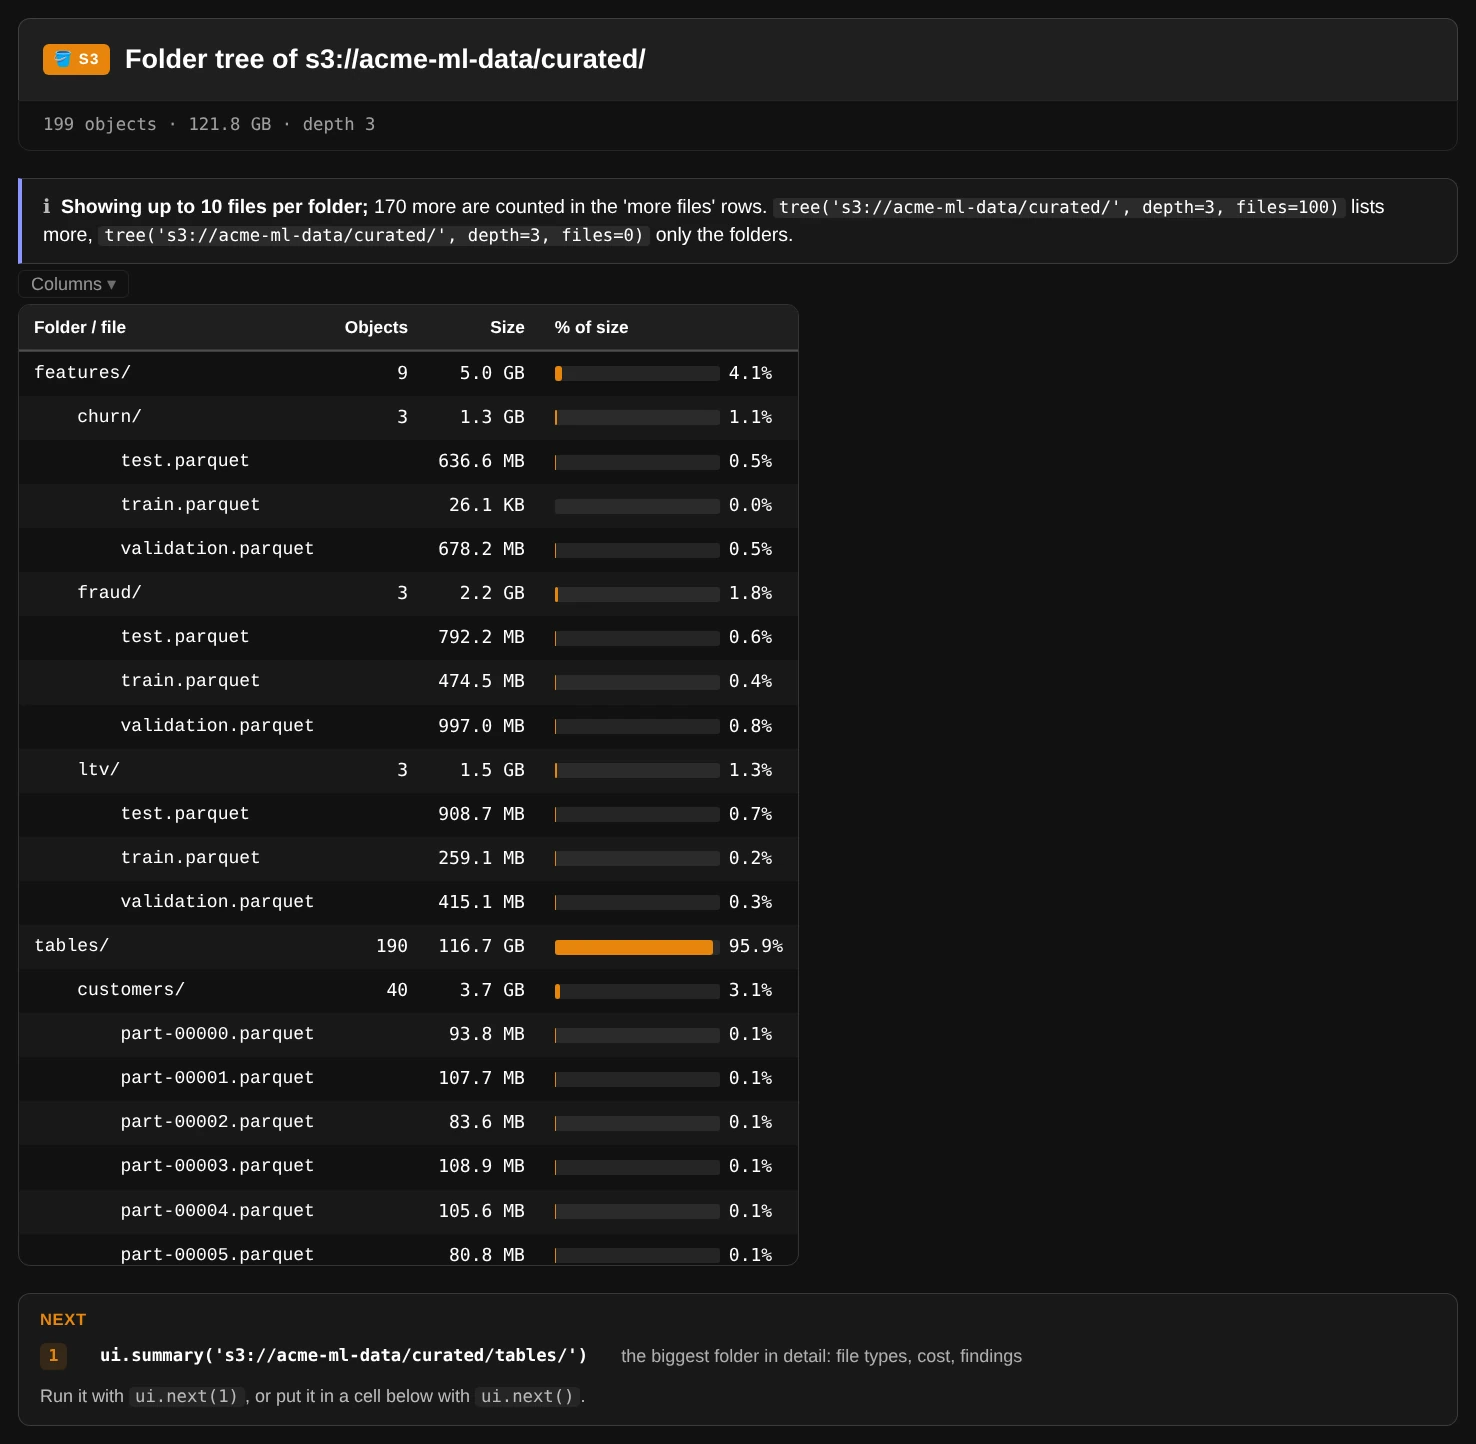 S3 Folder tree of s3://acme-ml-data/curated/
199 objects · 121.8 GB · depth 3
ℹ Showing up to 10 files per folder; 170 more are counted in the 'more files' rows. tree('s3://acme-ml-data/curated/', depth=3, files=100) lists
more, tree('s3://acme-ml-data/curated/', depth=3, files=0) only the folders.
Columns ▾
Folder / file Objects Size % of size
features/ 9 5.0 GB 4.1%
churn/ 3 1.3 GB 1.1%
test.parquet 636.6 MB 0.5%
train.parquet 26.1 KB 0.0%
validation.parquet 678.2 MB 0.5%
fraud/ 3 2.2 GB 1.8%
test.parquet 792.2 MB 0.6%
train.parquet 474.5 MB 0.4%
validation.parquet 997.0 MB 0.8%
ltv/ 3 1.5 GB 1.3%
test.parquet 908.7 MB 0.7%
train.parquet 259.1 MB 0.2%
validation.parquet 415.1 MB 0.3%
tables/ 190 116.7 GB 95.9%
customers/ 40 3.7 GB 3.1%
part-00000.parquet 93.8 MB 0.1%
part-00001.parquet 107.7 MB 0.1%
part-00002.parquet 83.6 MB 0.1%
part-00003.parquet 108.9 MB 0.1%
part-00004.parquet 105.6 MB 0.1%
part-00005.parquet 80.8 MB 0.1%
NEXT
1 ui.summary('s3://acme-ml-data/curated/tables/') the biggest folder in detail: file types, cost, findings
Run it with ui.next(1), or put it in a cell below with ui.next().